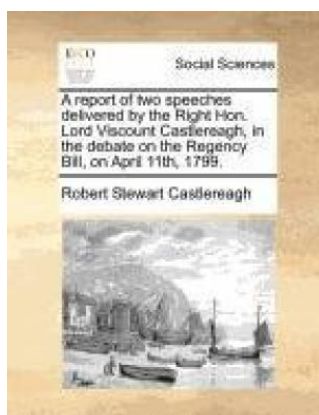 Social Sciences
A report of two speeches
delivered by the Right Hon.
Lord Viscount Castlereagh, in
the debate on the Regency
Bill, on April 11th, 1799.
Robert Stewart Castlereagh